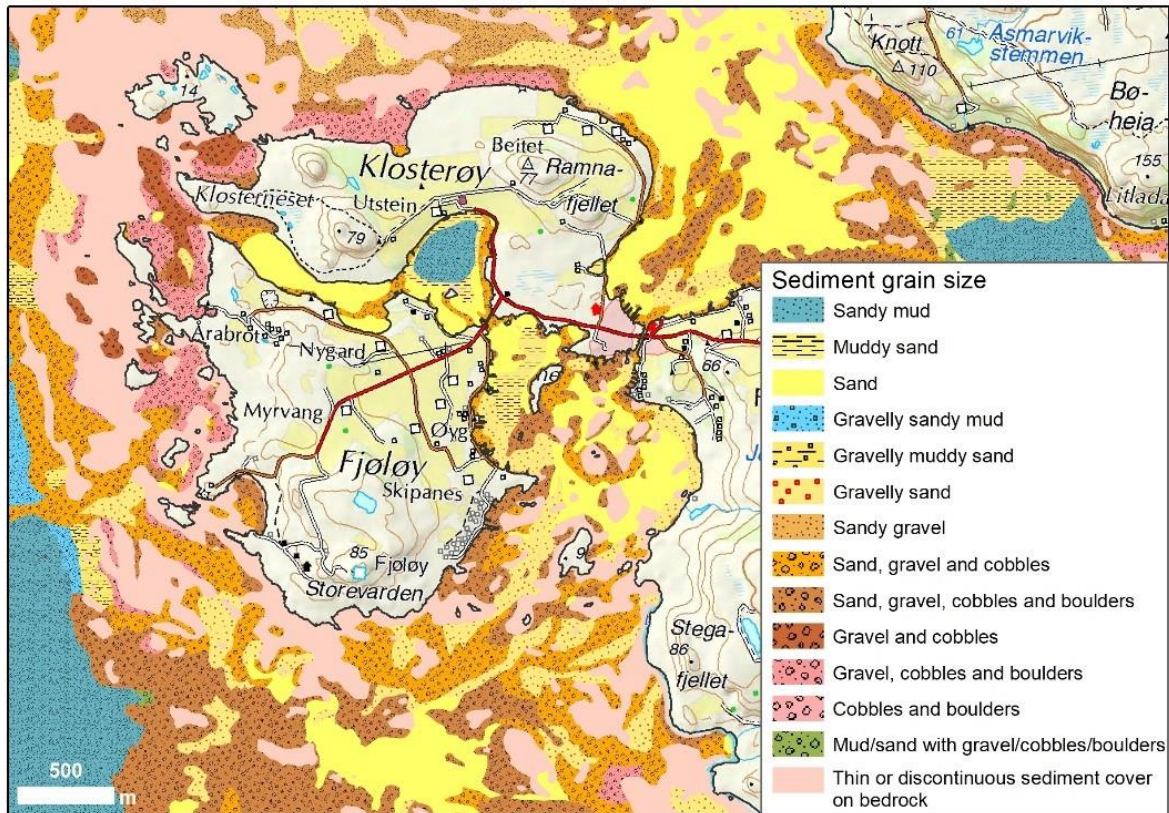 Knott
110
61
Asmarvik-
stemmen
Bø-
heia
155
Litlada
14
Klosterøy
Beitet
77
Ramna-
fjellet
Klosterneset
Utstein
79
Årabrot
Nygard
Myrvang
Øyg
66
Fjøløy
Skipanes
85
Fjøløy
Storevarden
9
Stega-
86
fjellet
500
m
Sediment grain size
Sandy mud
Muddy sand
Sand
Gravelly sandy mud
Gravelly muddy sand
Gravelly sand
Sandy gravel
Sand, gravel and cobbles
Sand, gravel, cobbles and boulders
Gravel and cobbles
Gravel, cobbles and boulders
Cobbles and boulders
Mud/sand with gravel/cobbles/boulders
Thin or discontinuous sediment cover
on bedrock